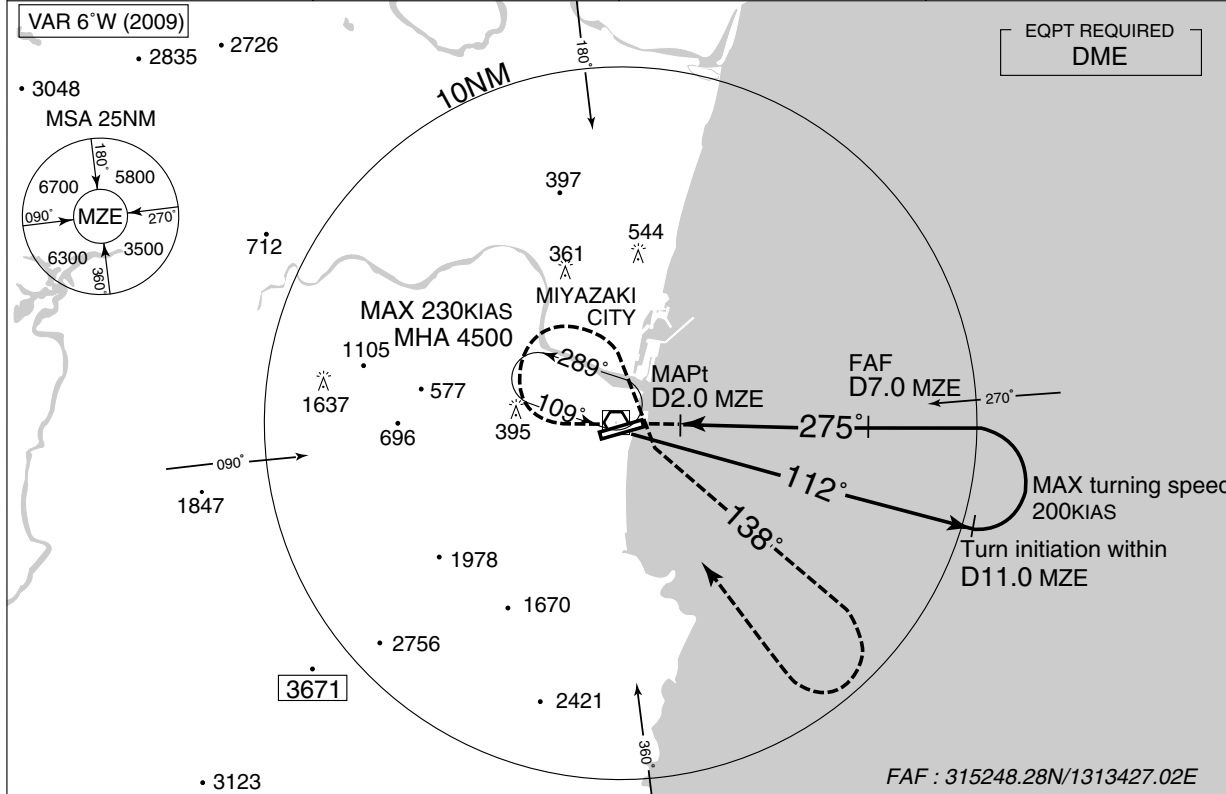 VAR 6°W (2009)
2835
2726
3048
MSA 25NM
180°
6700
5800
090°
MZE
270°
6300
3500
360°
10NM
180°
EQPT REQUIRED
DME
397
544
361
712
MIYAZAKI
CITY
MAX 230KIAS
MHA 4500
1105
577
1637
696
395
289°
109°
MAPt
D2.0 MZE
FAF
D7.0 MZE
270°
275°
112°
138°
MAX turning speed
200KIAS
Turn initiation within
D11.0 MZE
090°
1847
1978
1670
2756
3671
2421
360°
3123
FAF : 315248.28N/1313427.02E